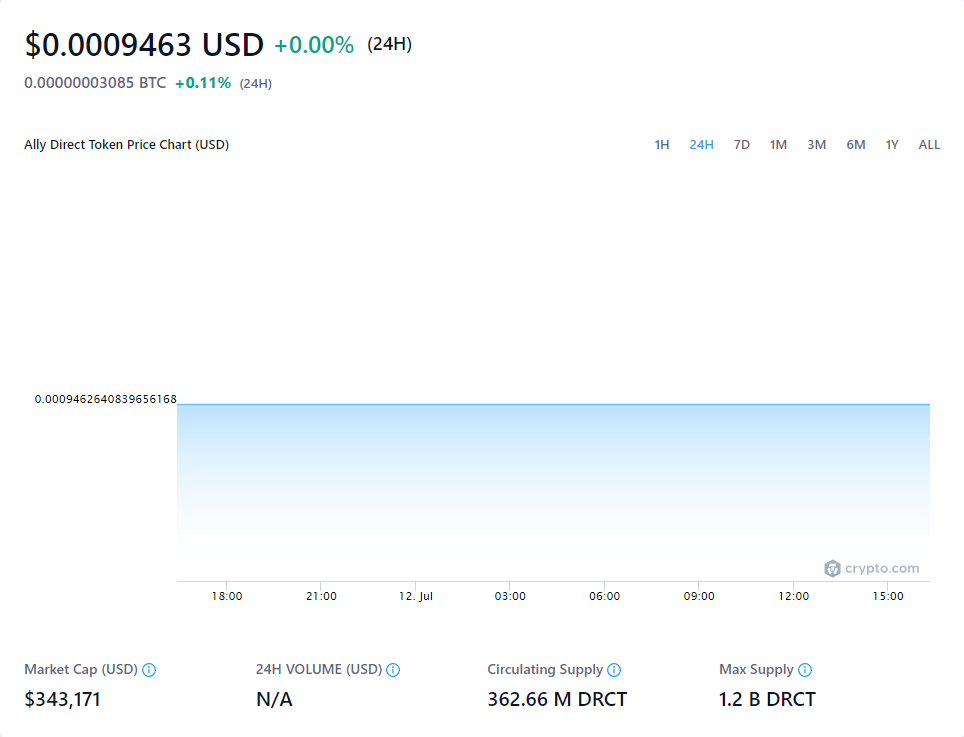 $0.0009463 USD +0.00% (24H)
0.00000003085 BTC +0.11% (24H)
Ally Direct Token Price Chart (USD) 1H 24H 7D 1M 3M 6M 1Y ALL
0.0009462640839656168
crypto.com
18:00 21:00 12. Jul 03:00 06:00 09:00 12:00 15:00
Market Cap (USD) 24H VOLUME (USD) Circulating Supply Max Supply
$343,171 N/A 362.66 M DRCT 1.2 B DRCT